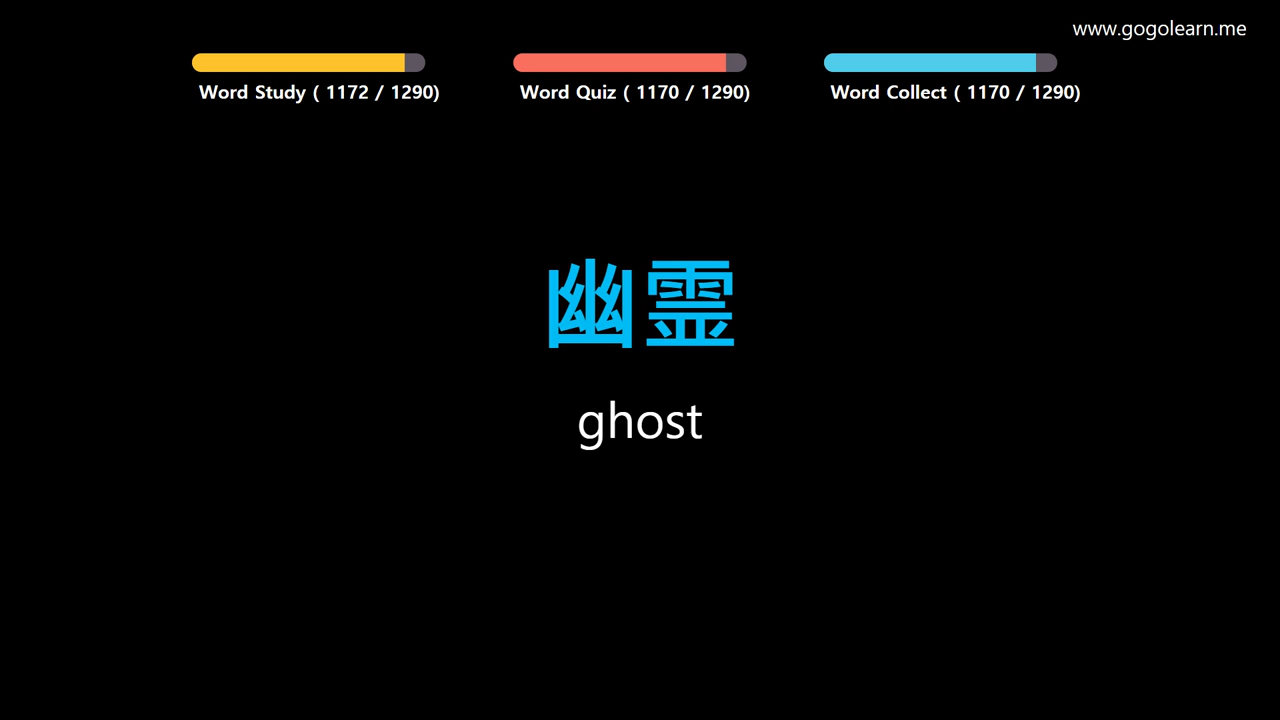 www.gogolearn.me
Word Study ( 1172 / 1290)
Word Quiz ( 1170 / 1290)
Word Collect ( 1170 / 1290)
幽霊
ghost